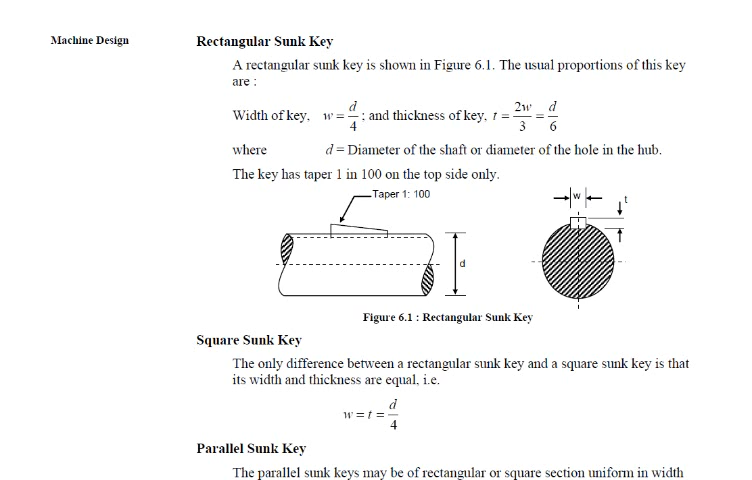 Machine Design
Rectangular Sunk Key
A rectangular sunk key is shown in Figure 6.1. The usual proportions of this key
are :
Width of key, w = d/4 ; and thickness of key, t = 2w/3 = d/6
where d = Diameter of the shaft or diameter of the hole in the hub.
The key has taper 1 in 100 on the top side only.
Taper 1: 100
w
t
d
Figure 6.1 : Rectangular Sunk Key
Square Sunk Key
The only difference between a rectangular sunk key and a square sunk key is that
its width and thickness are equal, i.e.
w = t = d/4
Parallel Sunk Key
The parallel sunk keys may be of rectangular or square section uniform in width